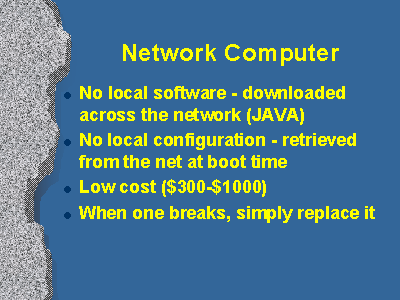 Network Computer
No local software - downloaded
across the network (JAVA)
No local configuration - retrieved
from the net at boot time
Low cost ($300-$1000)
When one breaks, simply replace it